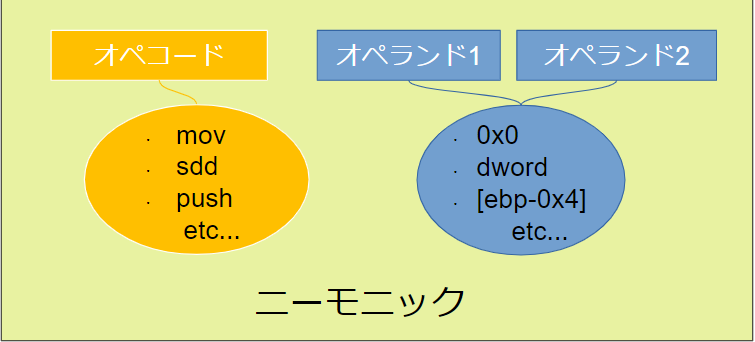 オペコード オペランド1 オペランド2
・ mov
・ sdd
・ push
etc...
・ 0x0
・ dword
・ [ebp-0x4]
etc...
ニーモニック